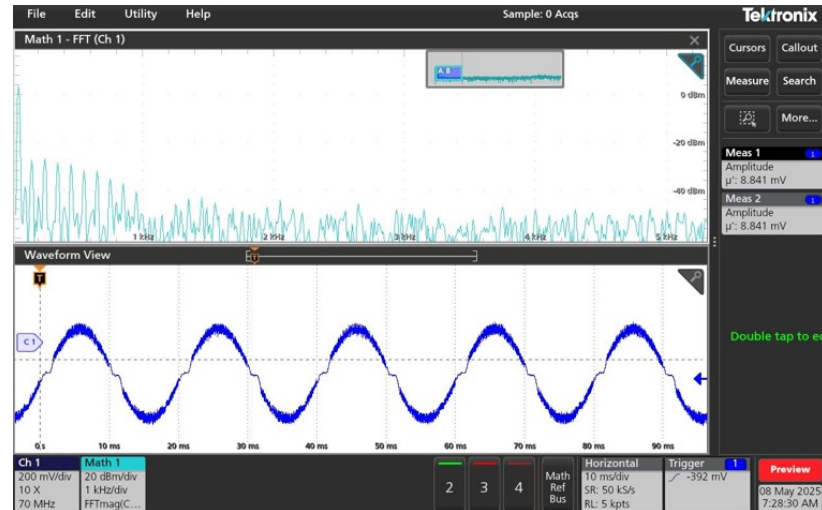 File Edit Utility Help Sample: 0 Acqs Tektronix
Math 1 - FFT (Ch 1)
A B
0 dBm
-20 dBm
-40 dBm
1 kHz 2 kHz 3 kHz 4 kHz 5 kHz
Waveform View
T
T
C 1
0 s 10 ms 20 ms 30 ms 40 ms 50 ms 60 ms 70 ms 80 ms 90 ms
Cursors Callout
Measure Search
More...
Meas 1 1
Amplitude
µ': 8.841 mV
Meas 2 1
Amplitude
µ': 8.841 mV
Double tap to ec
Ch 1
200 mV/div
10 X
70 MHz
Math 1
20 dBm/div
1 kHz/div
FFTmag(C...
2 3 4
Math
Ref
Bus
Horizontal
10 ms/div
SR: 50 kS/s
RL: 5 kpts
Trigger 1
-392 mV
Preview
08 May 2025
7:28:30 AM